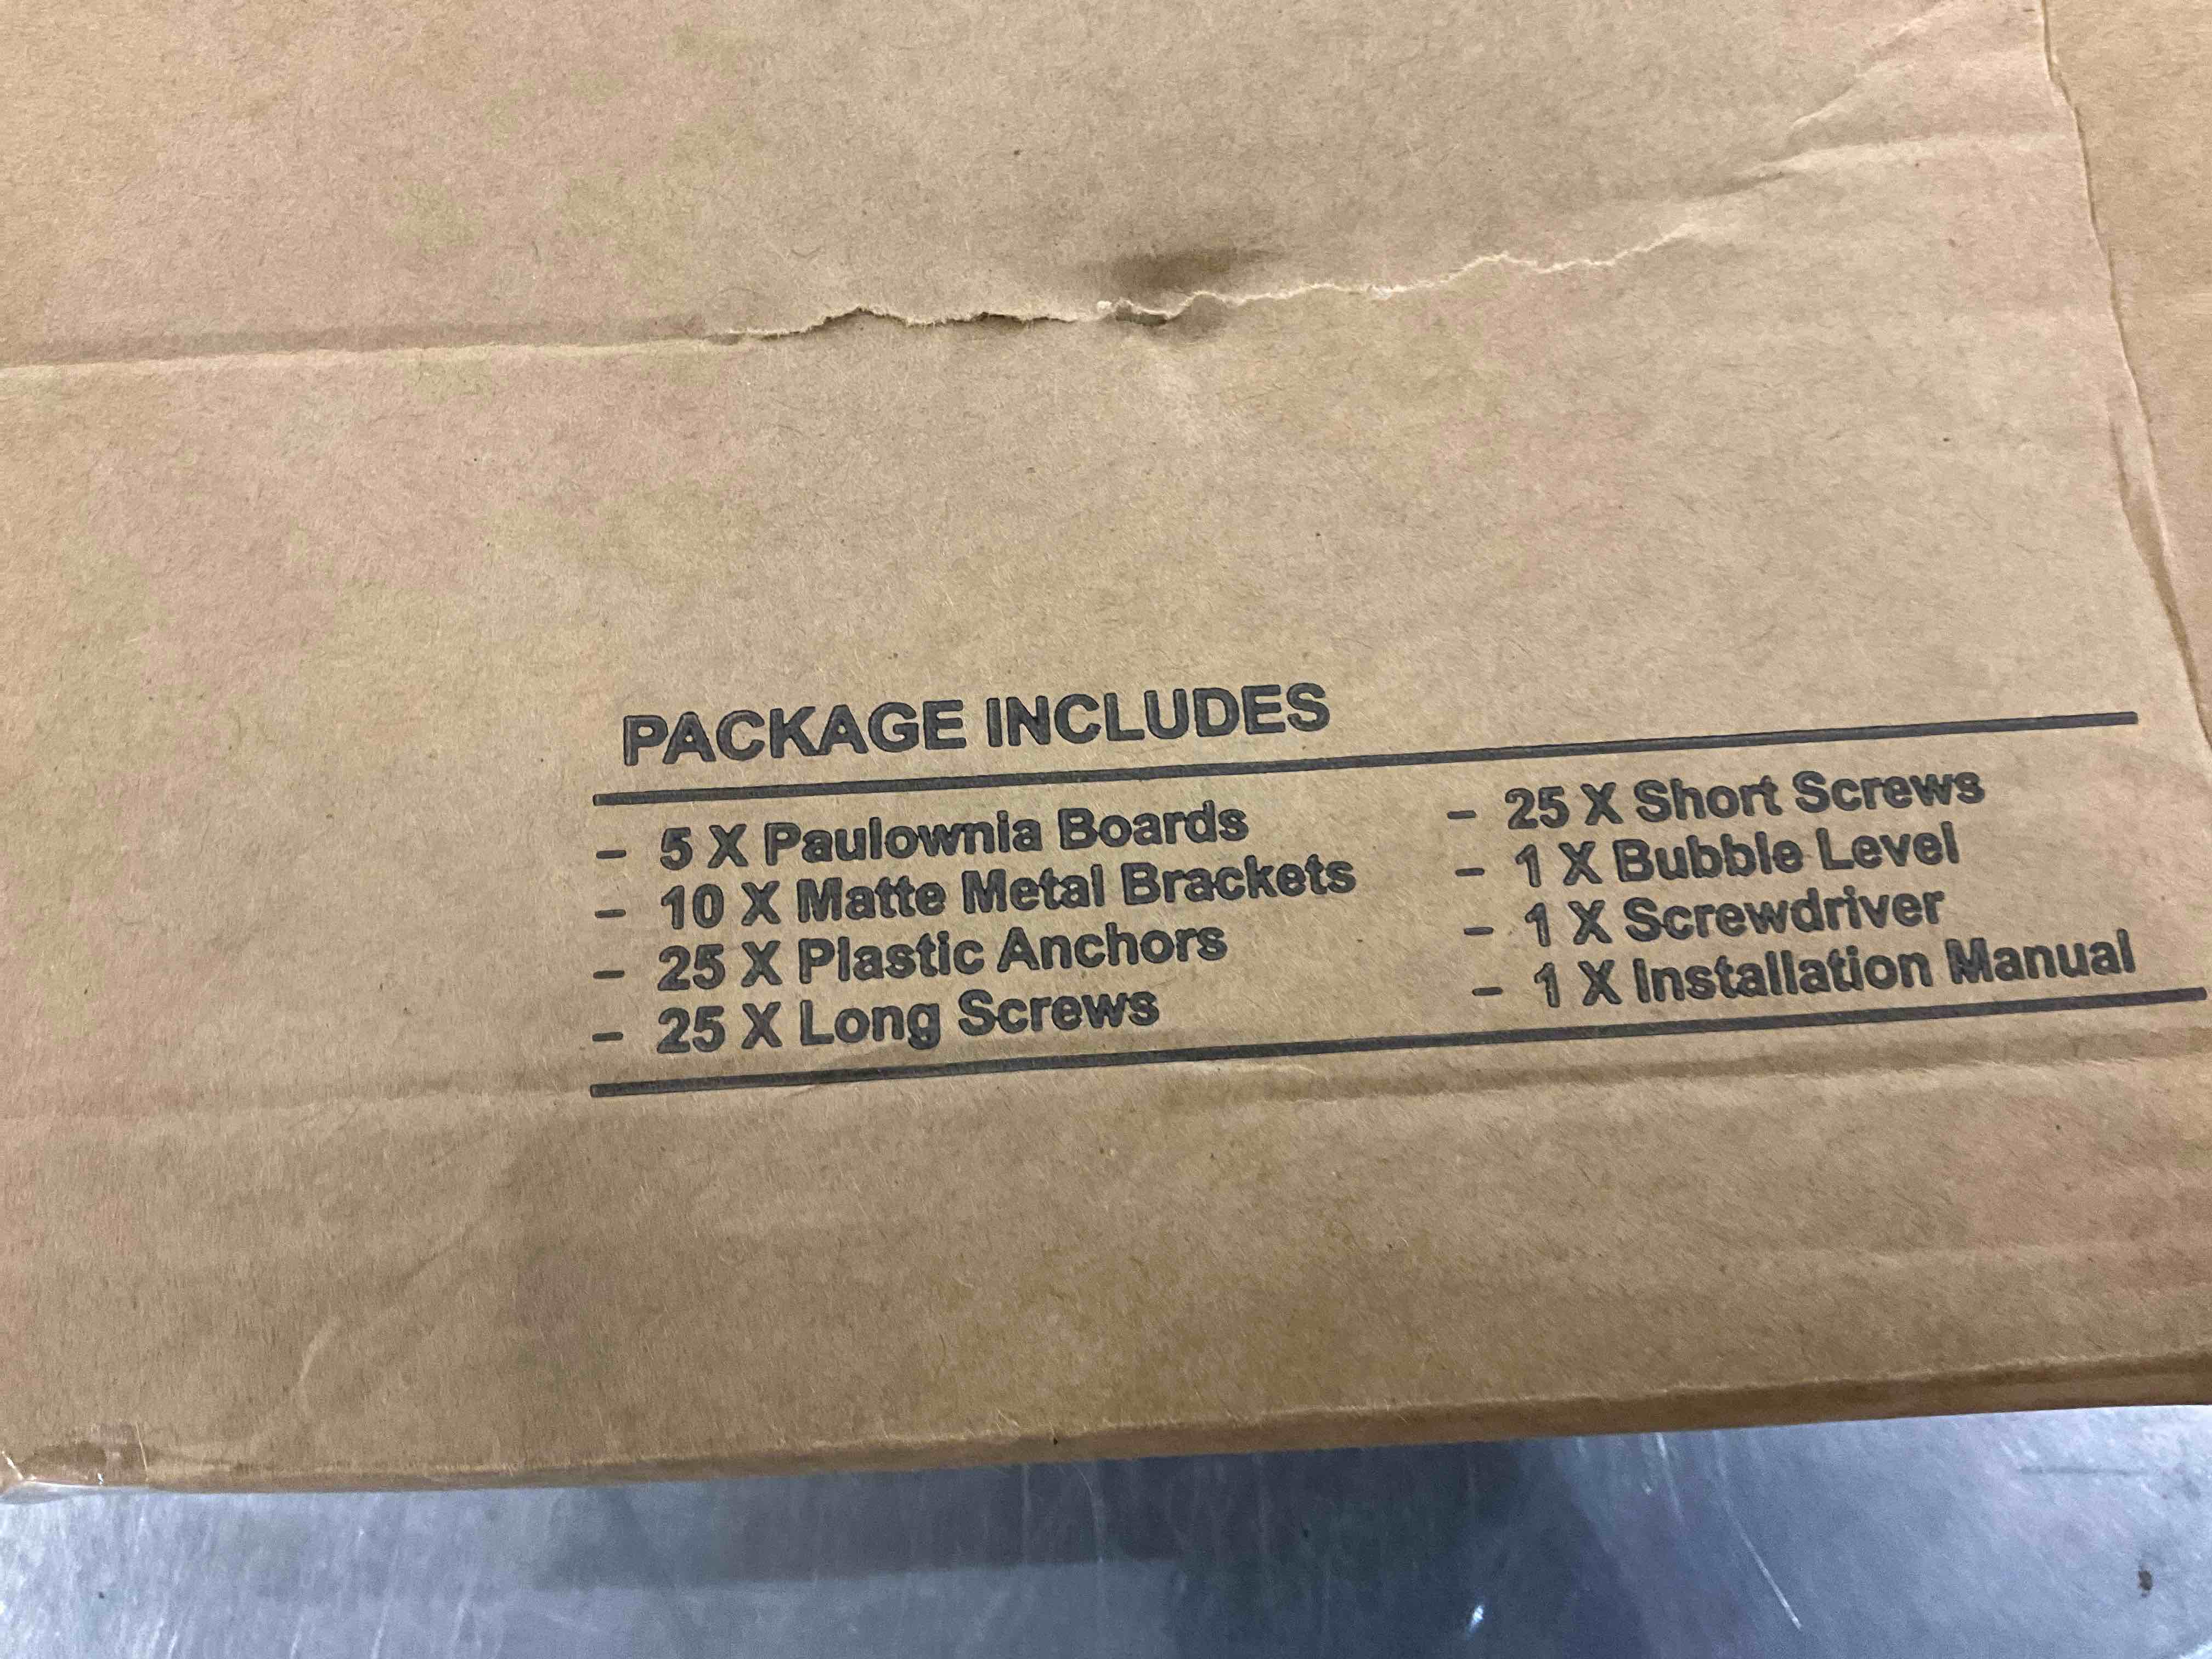 PACKAGE INCLUDES
- 5 X Paulownia Boards
- 10 X Matte Metal Brackets
- 25 X Plastic Anchors
- 25 X Long Screws
- 25 X Short Screws
- 1 X Bubble Level
- 1 X Screwdriver
- 1 X Installation Manual